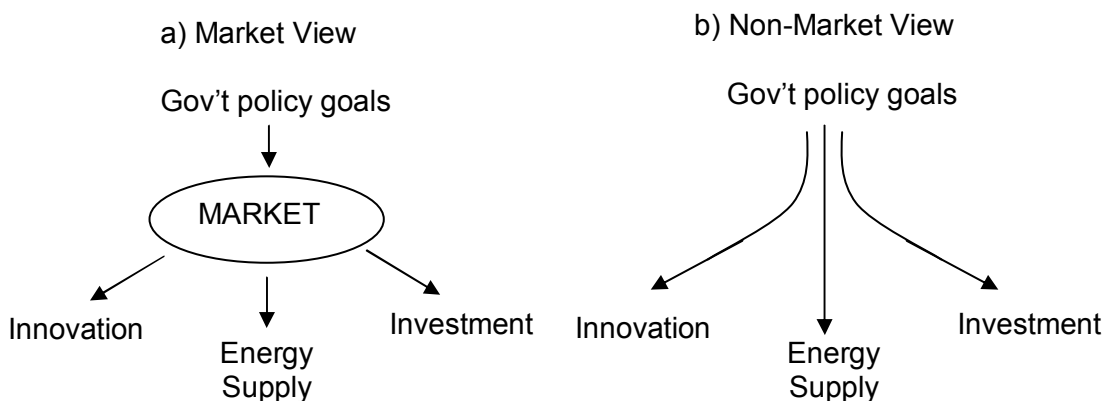 a) Market View
Gov't policy goals
MARKET
Innovation
Energy
Supply
Investment
b) Non-Market View
Gov't policy goals
Innovation
Energy
Supply
Investment